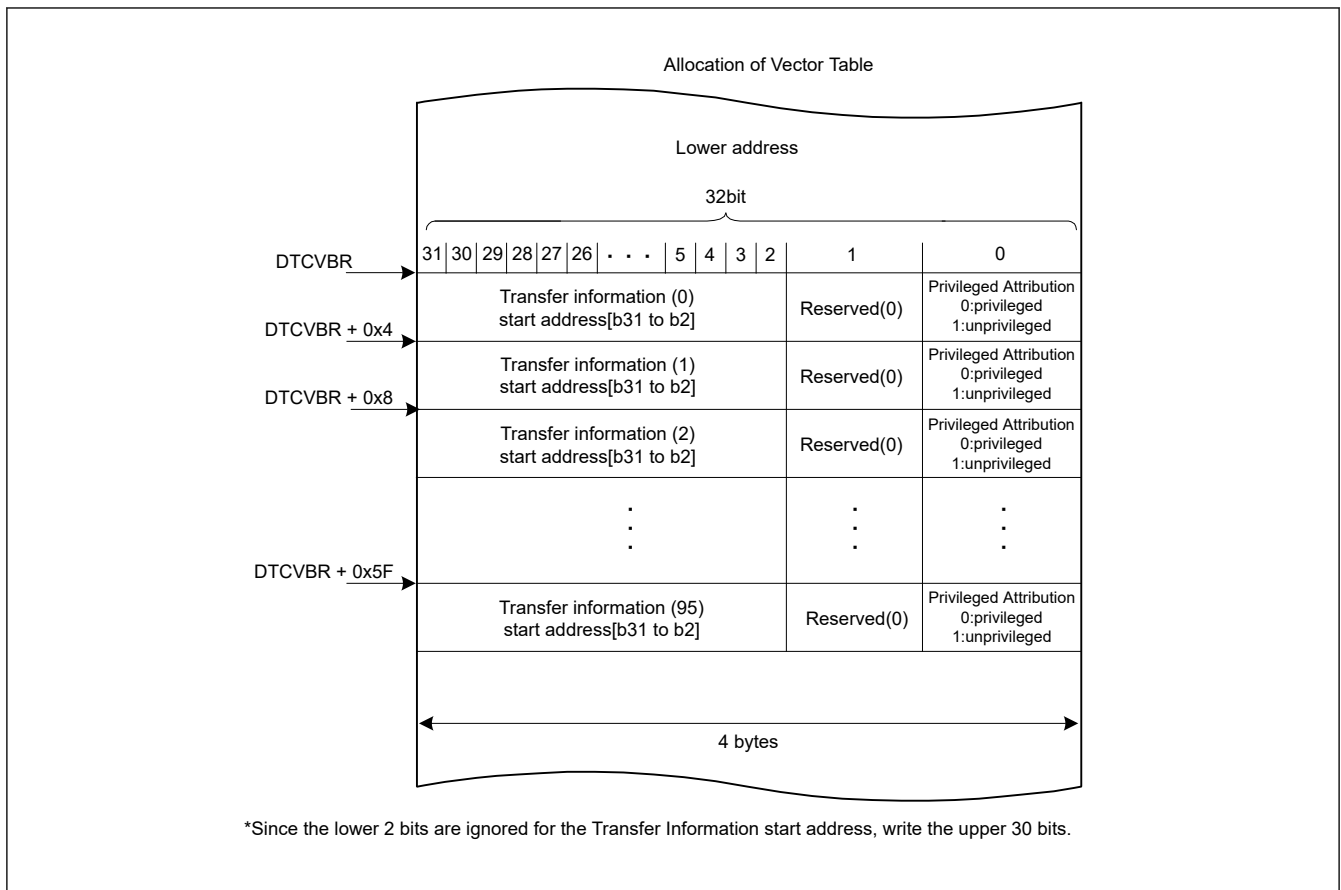 Allocation of Vector Table
Lower address
32bit
31 30 29 28 27 26 · · · 5 4 3 2 1 0
DTCVBR
Transfer information (0)
start address[b31 to b2]
Reserved(0)
Privileged Attribution
0:privileged
1:unprivileged
DTCVBR + 0x4
Transfer information (1)
start address[b31 to b2]
Reserved(0)
Privileged Attribution
0:privileged
1:unprivileged
DTCVBR + 0x8
Transfer information (2)
start address[b31 to b2]
Reserved(0)
Privileged Attribution
0:privileged
1:unprivileged
DTCVBR + 0x5F
Transfer information (95)
start address[b31 to b2]
Reserved(0)
Privileged Attribution
0:privileged
1:unprivileged
4 bytes
*Since the lower 2 bits are ignored for the Transfer Information start address, write the upper 30 bits.